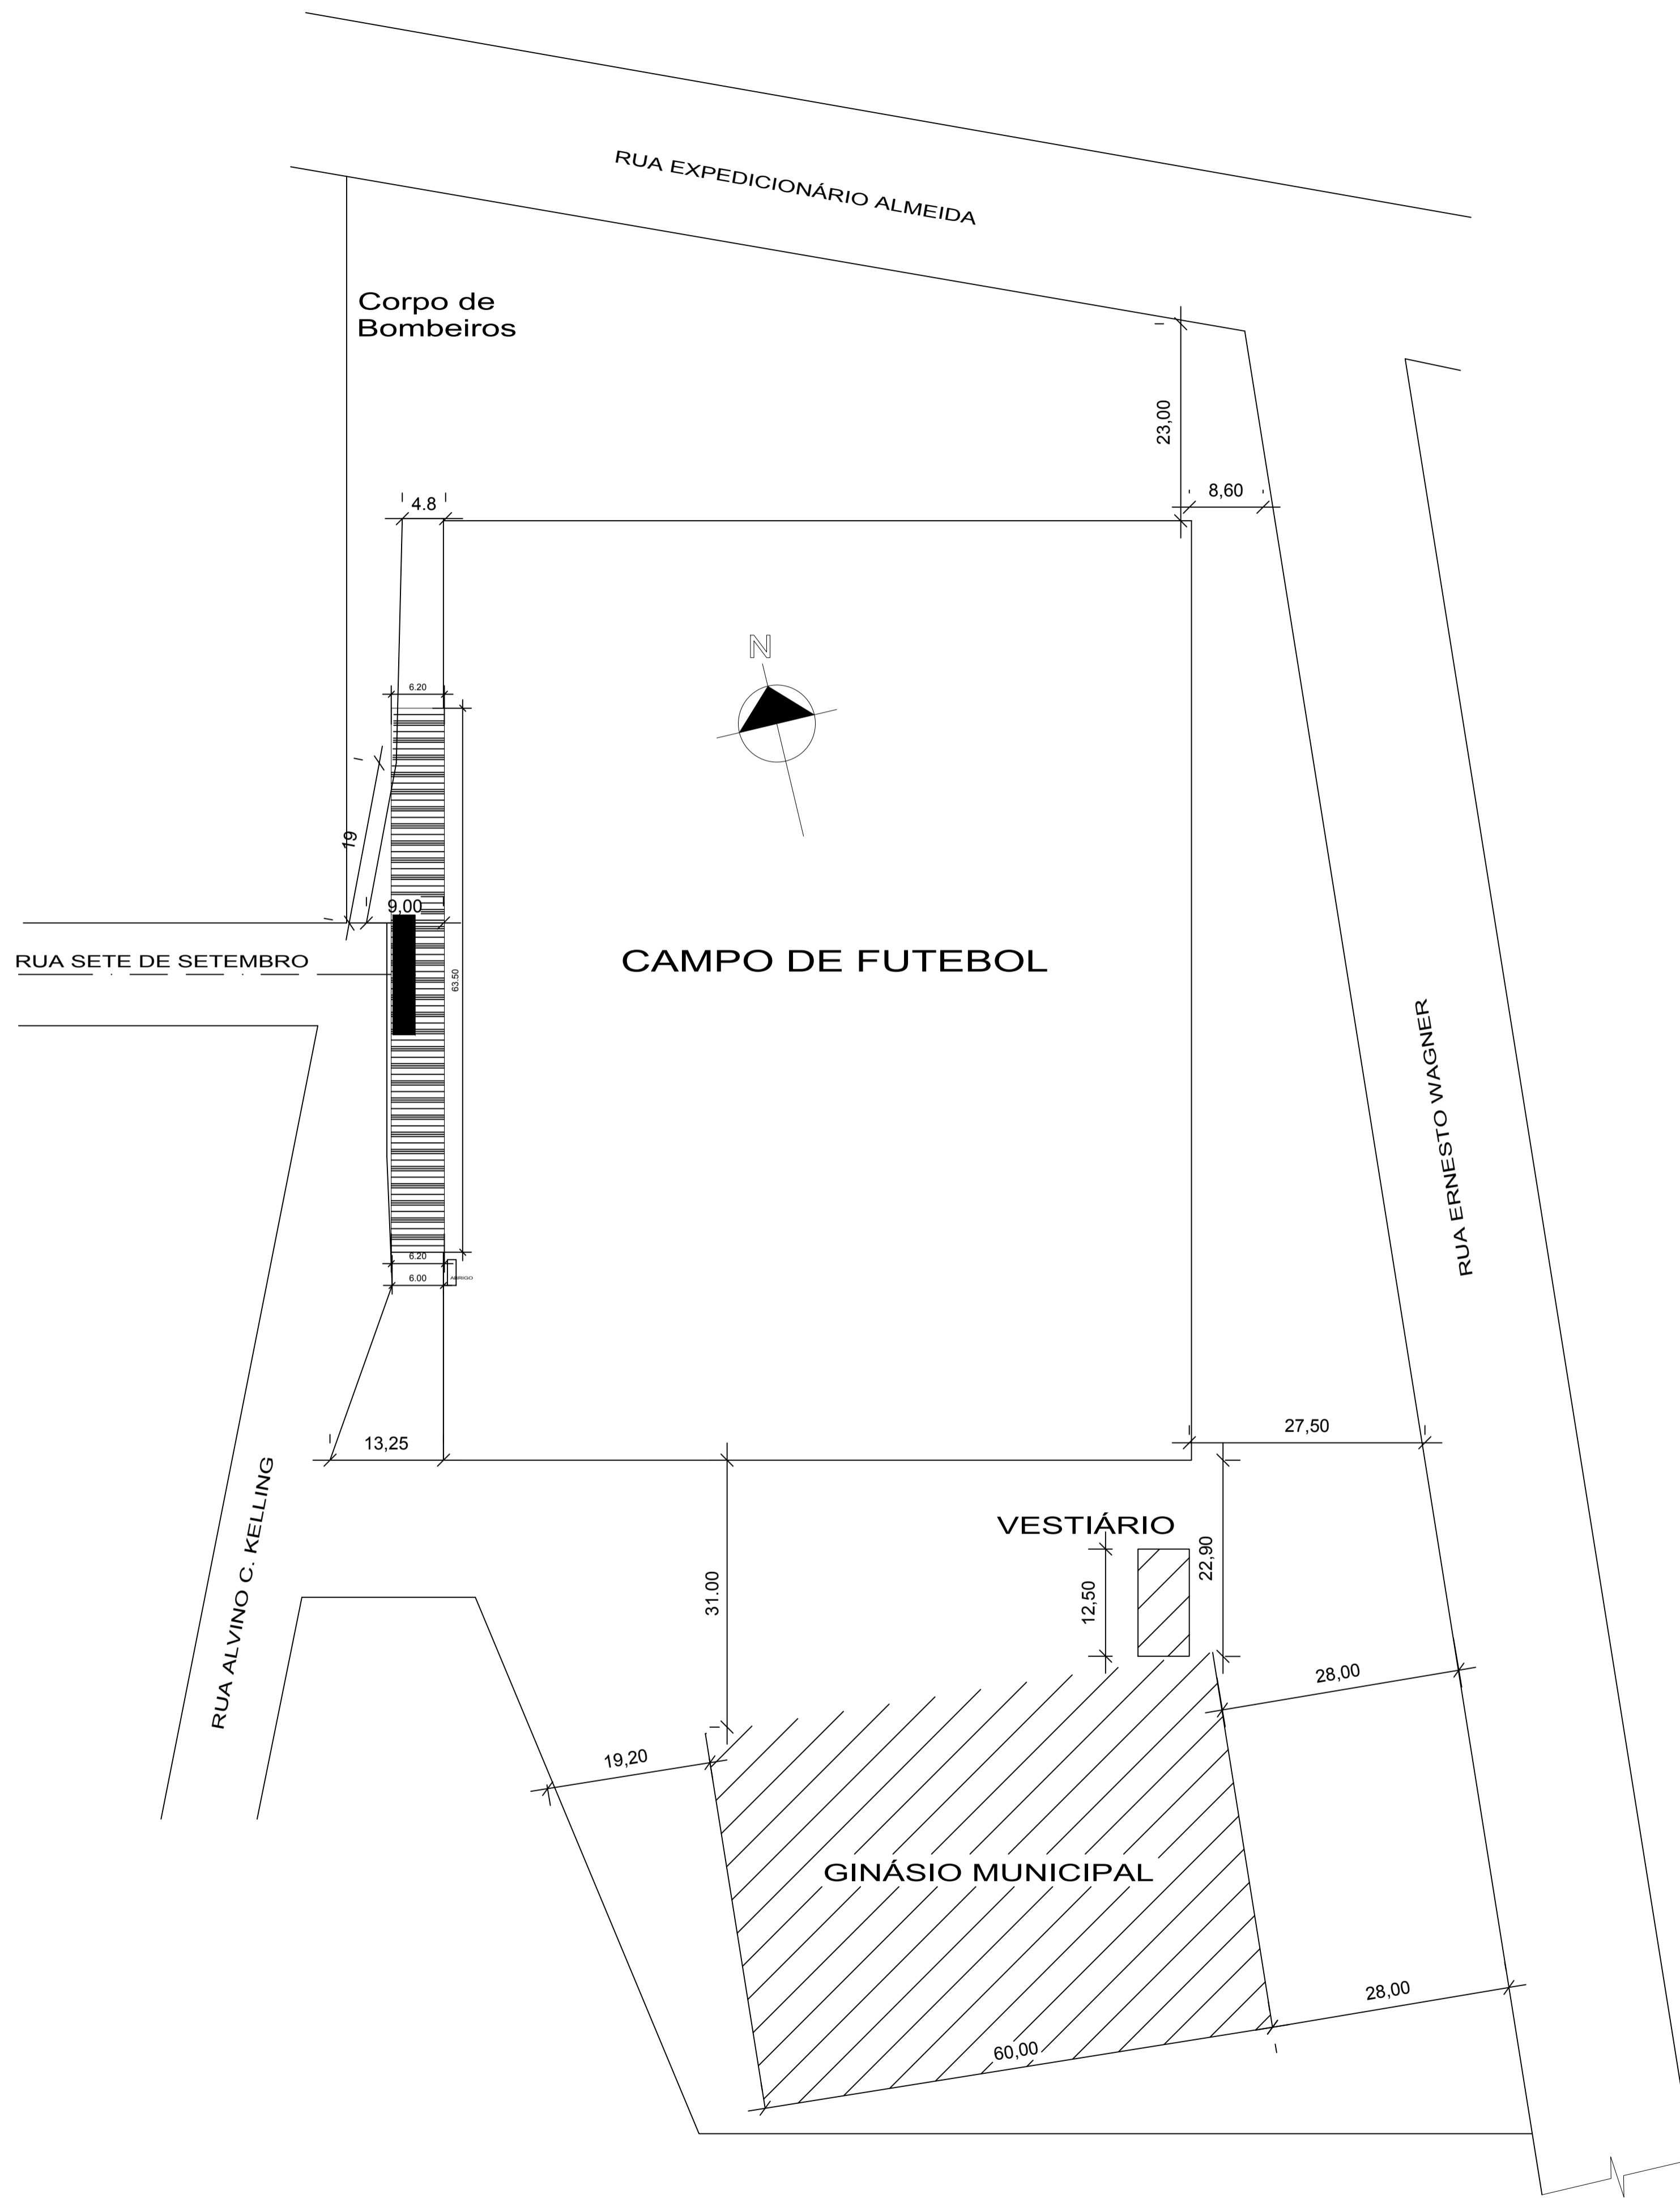 RUA EXPEDICIONÁRIO ALMEIDA
Corpo de
Bombeiros
23,00
8,60
4.8
N
6.20
19
9,00
RUA SETE DE SETEMBRO
CAMPO DE FUTEBOL
63.50
RUA ERNESTO WAGNER
6.20
6.00
ABRIGO
27,50
13,25
RUA ALVINO C. KELLING
VESTIÁRIO
22,90
31.00
12,50
28,00
19,20
GINÁSIO MUNICIPAL
28,00
60,00